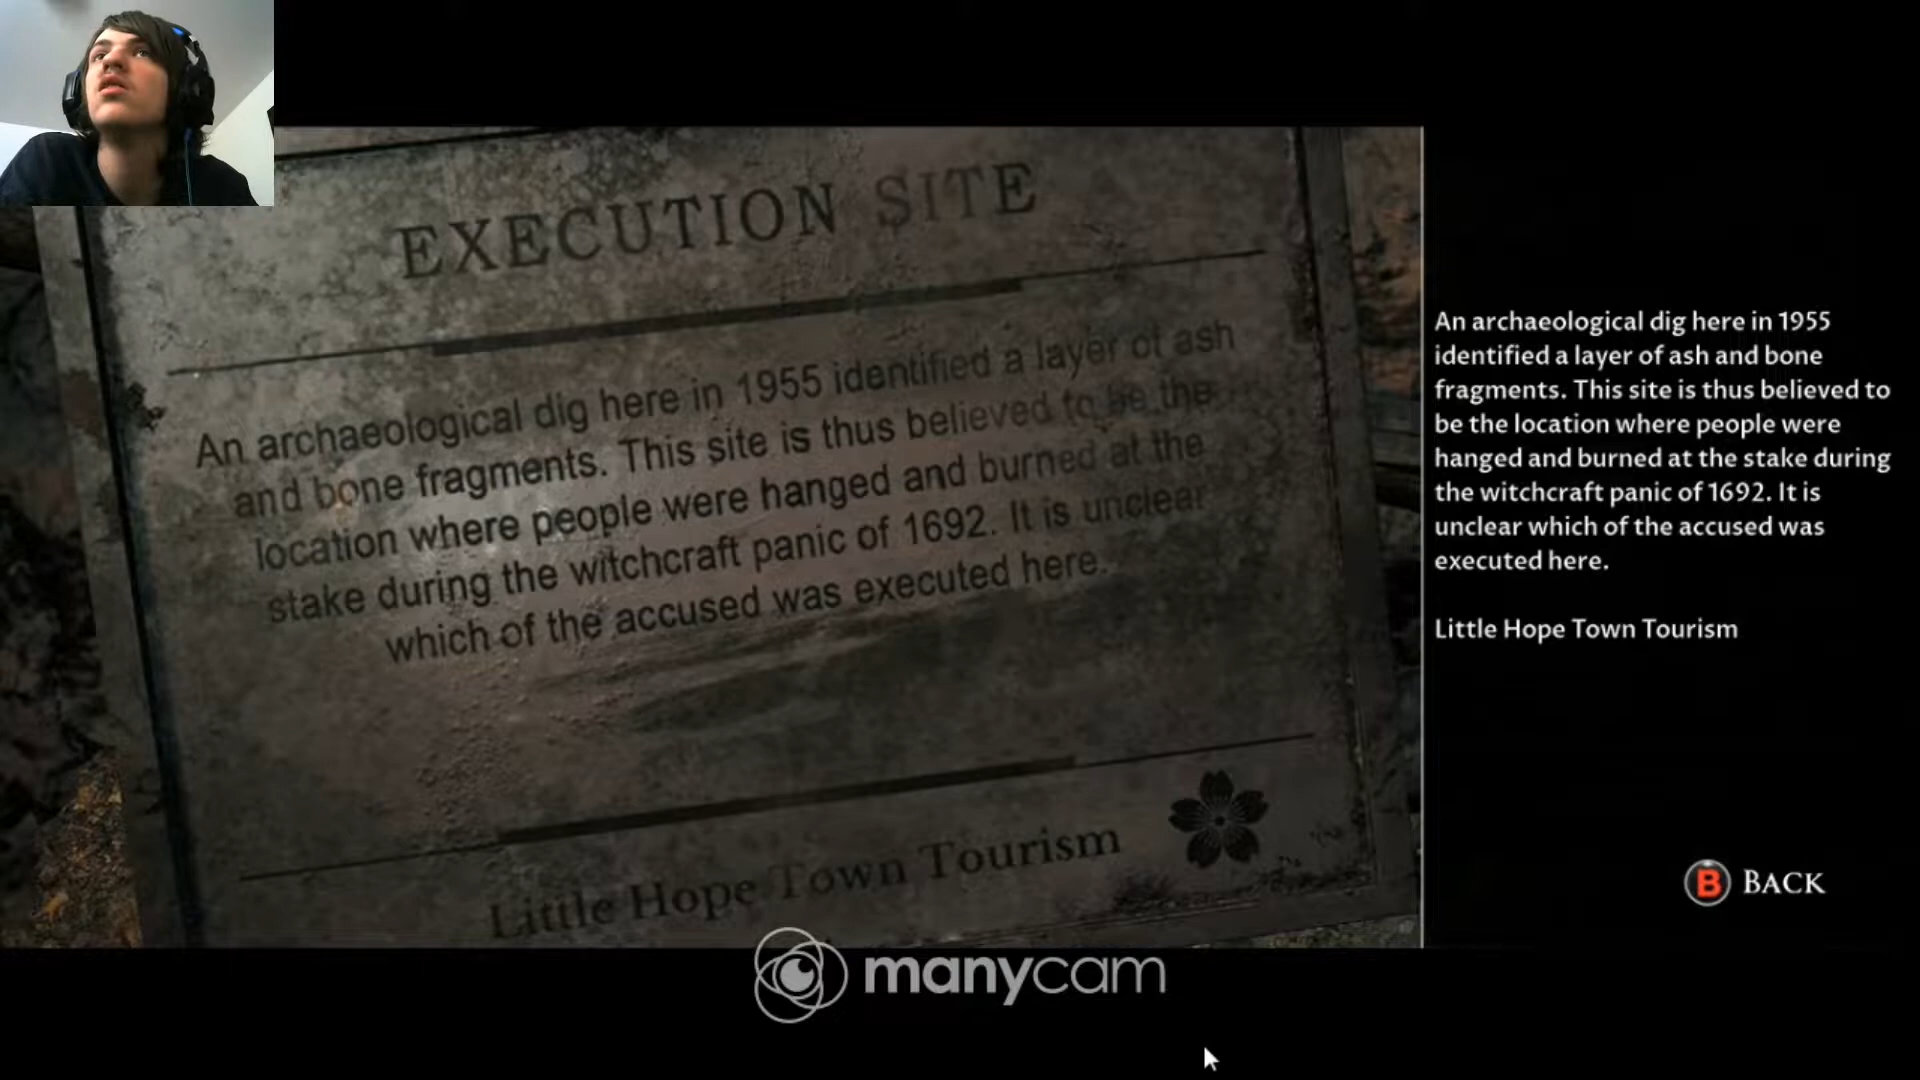 EXECUTION SITE
An archaeological dig here in 1955 identified a layer of ash
and bone fragments. This site is thus believed to be the
location where people were hanged and burned at the
stake during the witchcraft panic of 1692. It is unclear
which of the accused was executed here.
Little Hope Town Tourism
An archaeological dig here in 1955
identified a layer of ash and bone
fragments. This site is thus believed to
be the location where people were
hanged and burned at the stake during
the witchcraft panic of 1692. It is
unclear which of the accused was
executed here.
Little Hope Town Tourism
B BACK
manycam